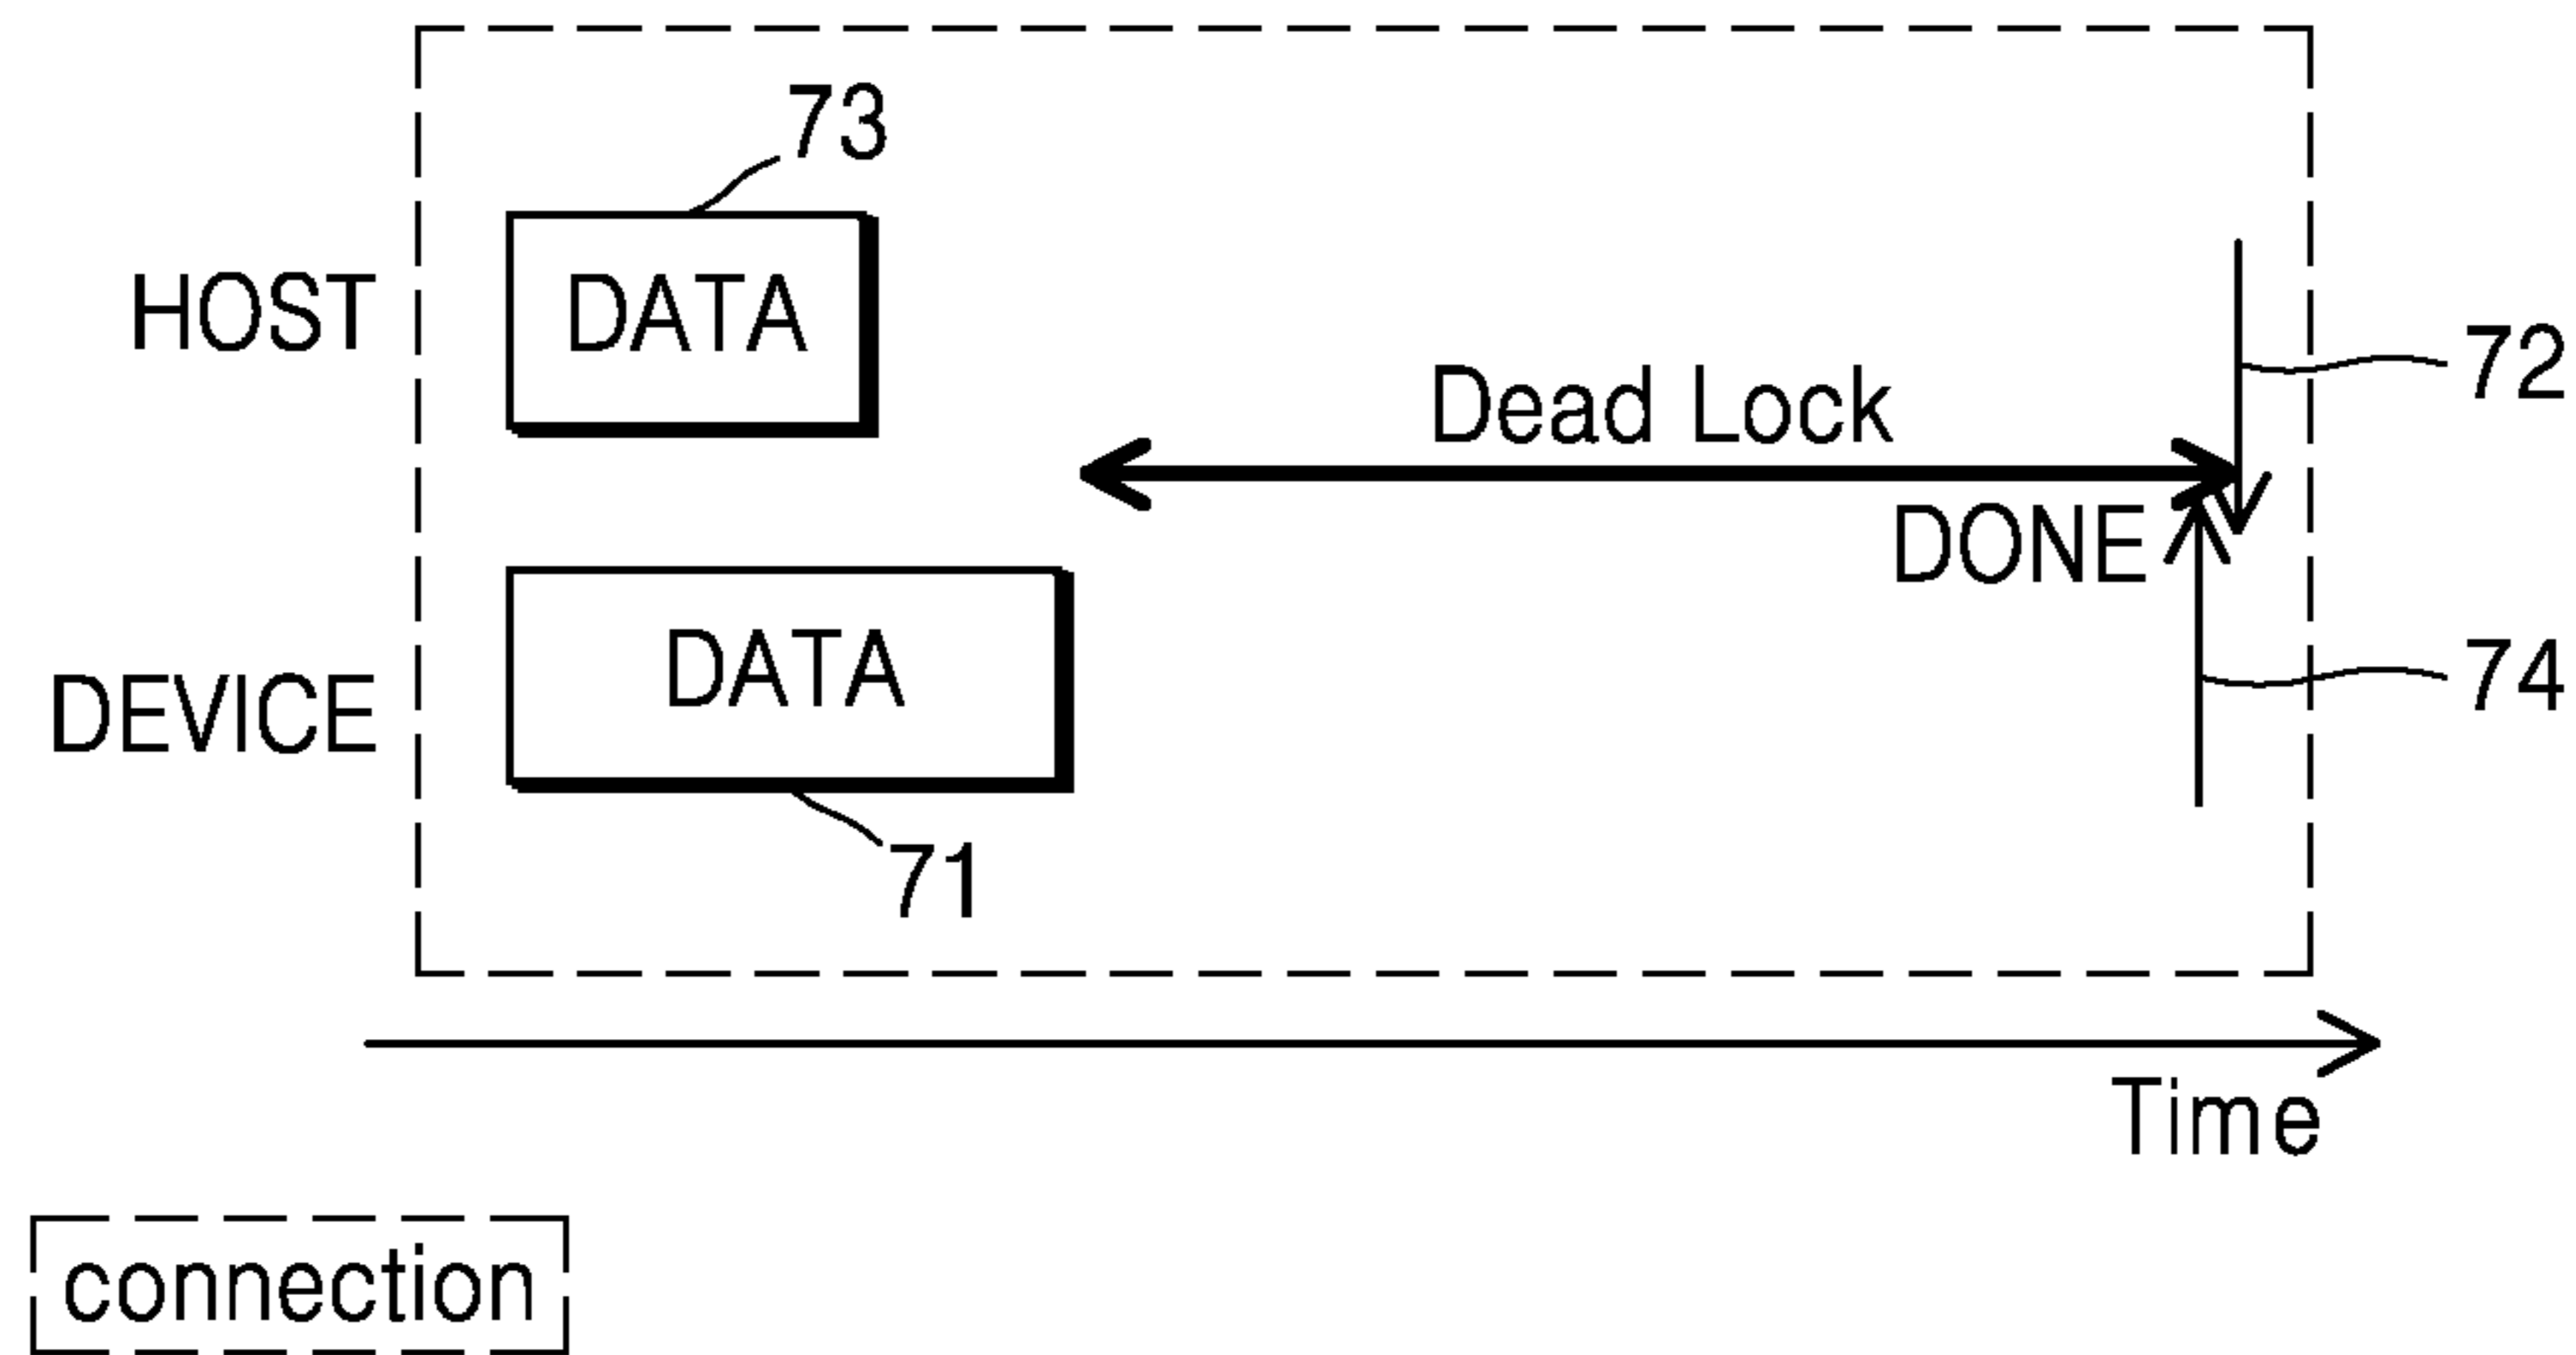 73
HOST
DATA
Dead Lock
72
DONE
DEVICE
DATA
74
71
Time
connection